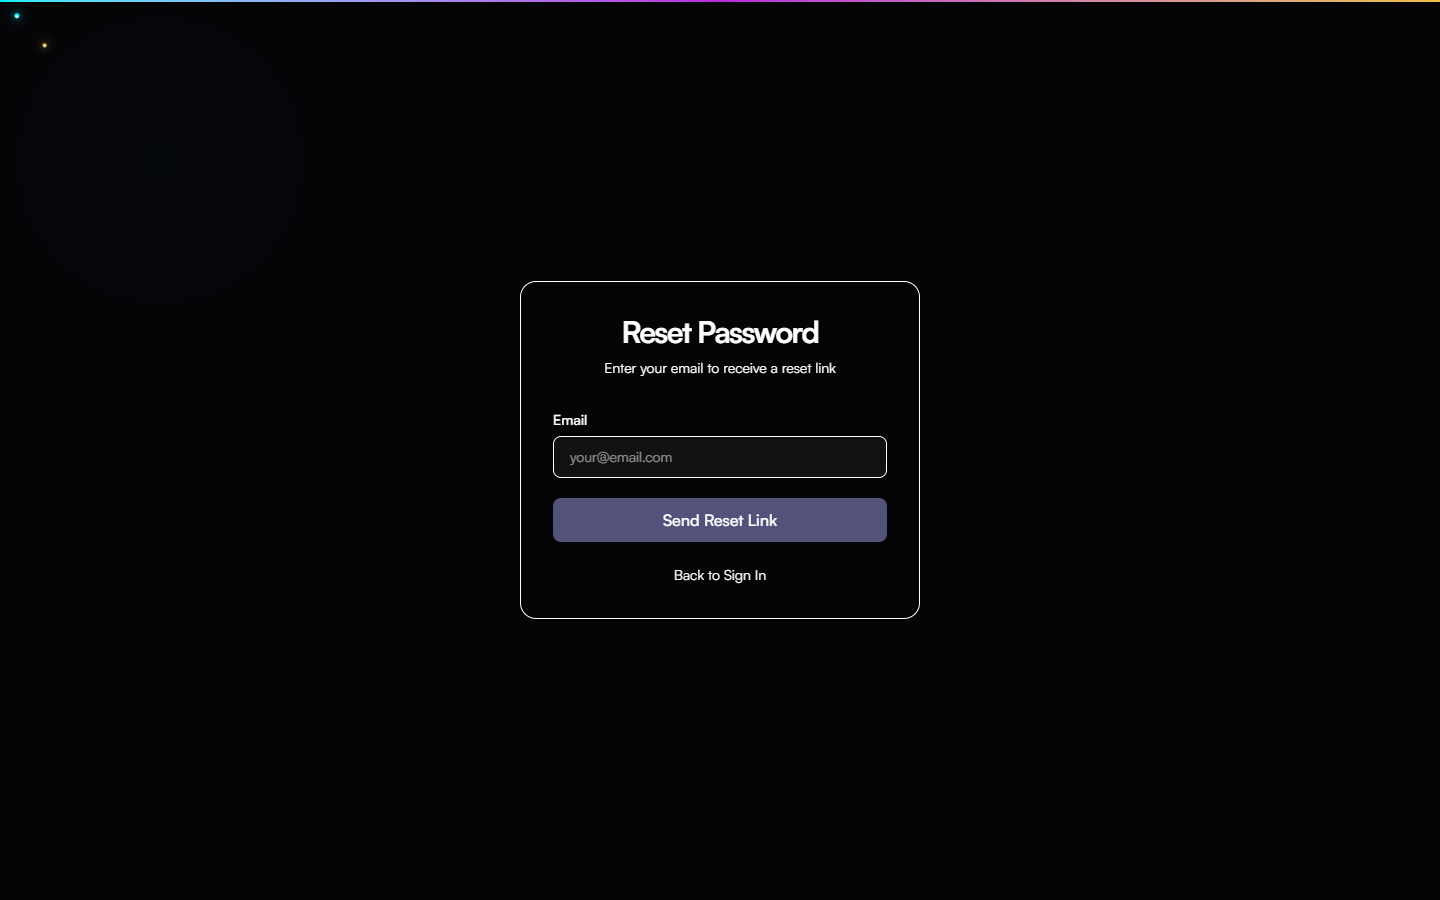 Reset Password
Enter your email to receive a reset link
Email
your@email.com
Send Reset Link
Back to Sign In